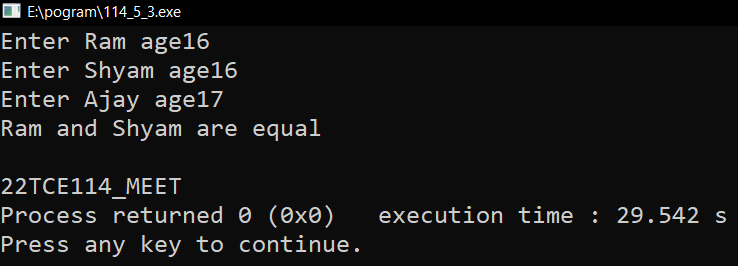 E:\pogram\114_5_3.exe
Enter Ram age16
Enter Shyam age16
Enter Ajay age17
Ram and Shyam are equal
22TCE114_MEET
Process returned 0 (0x0)   execution time : 29.542 s
Press any key to continue.